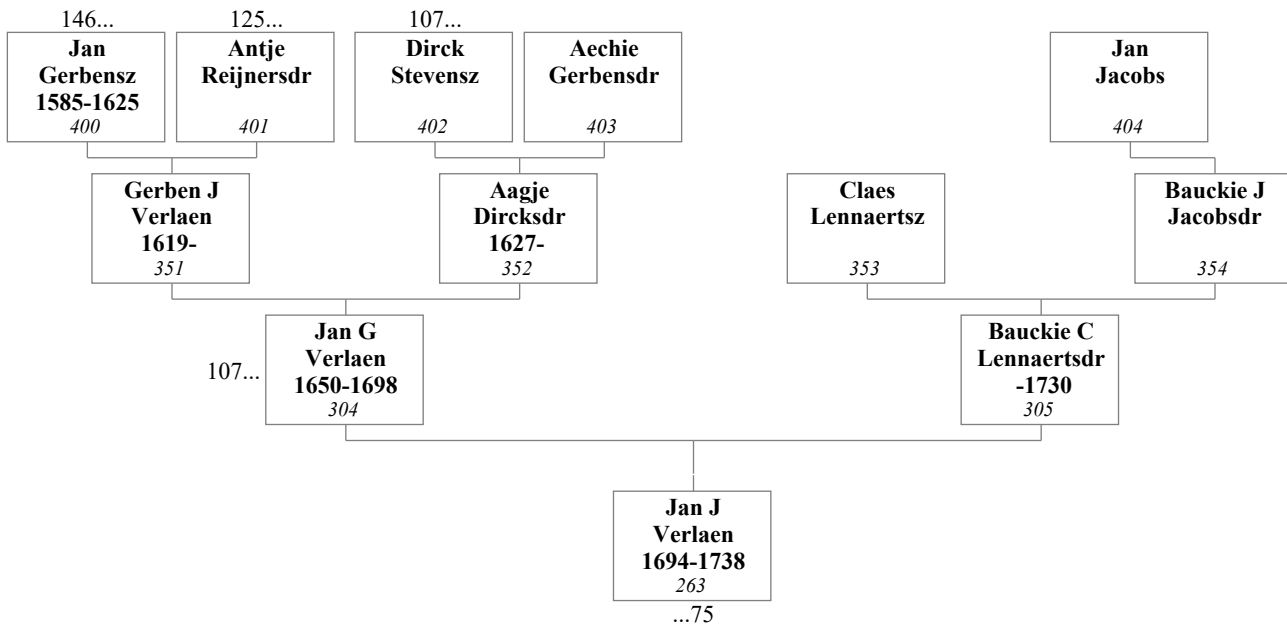 146...
125...
107...
Jan
Gerbensz
1585-1625
400
Antje
Reijnersdr
401
Dirck
Stevensz
402
Aechie
Gerbensdr
403
Jan
Jacobs
404
Gerben J
Verlaen
1619-
351
Aagje
Dircksdr
1627-
352
Claes
Lennaertsz
353
Bauckie J
Jacobsdr
354
107...
Jan G
Verlaen
1650-1698
304
Bauckie C
Lennaertsdr
-1730
305
Jan J
Verlaen
1694-1738
263
...75